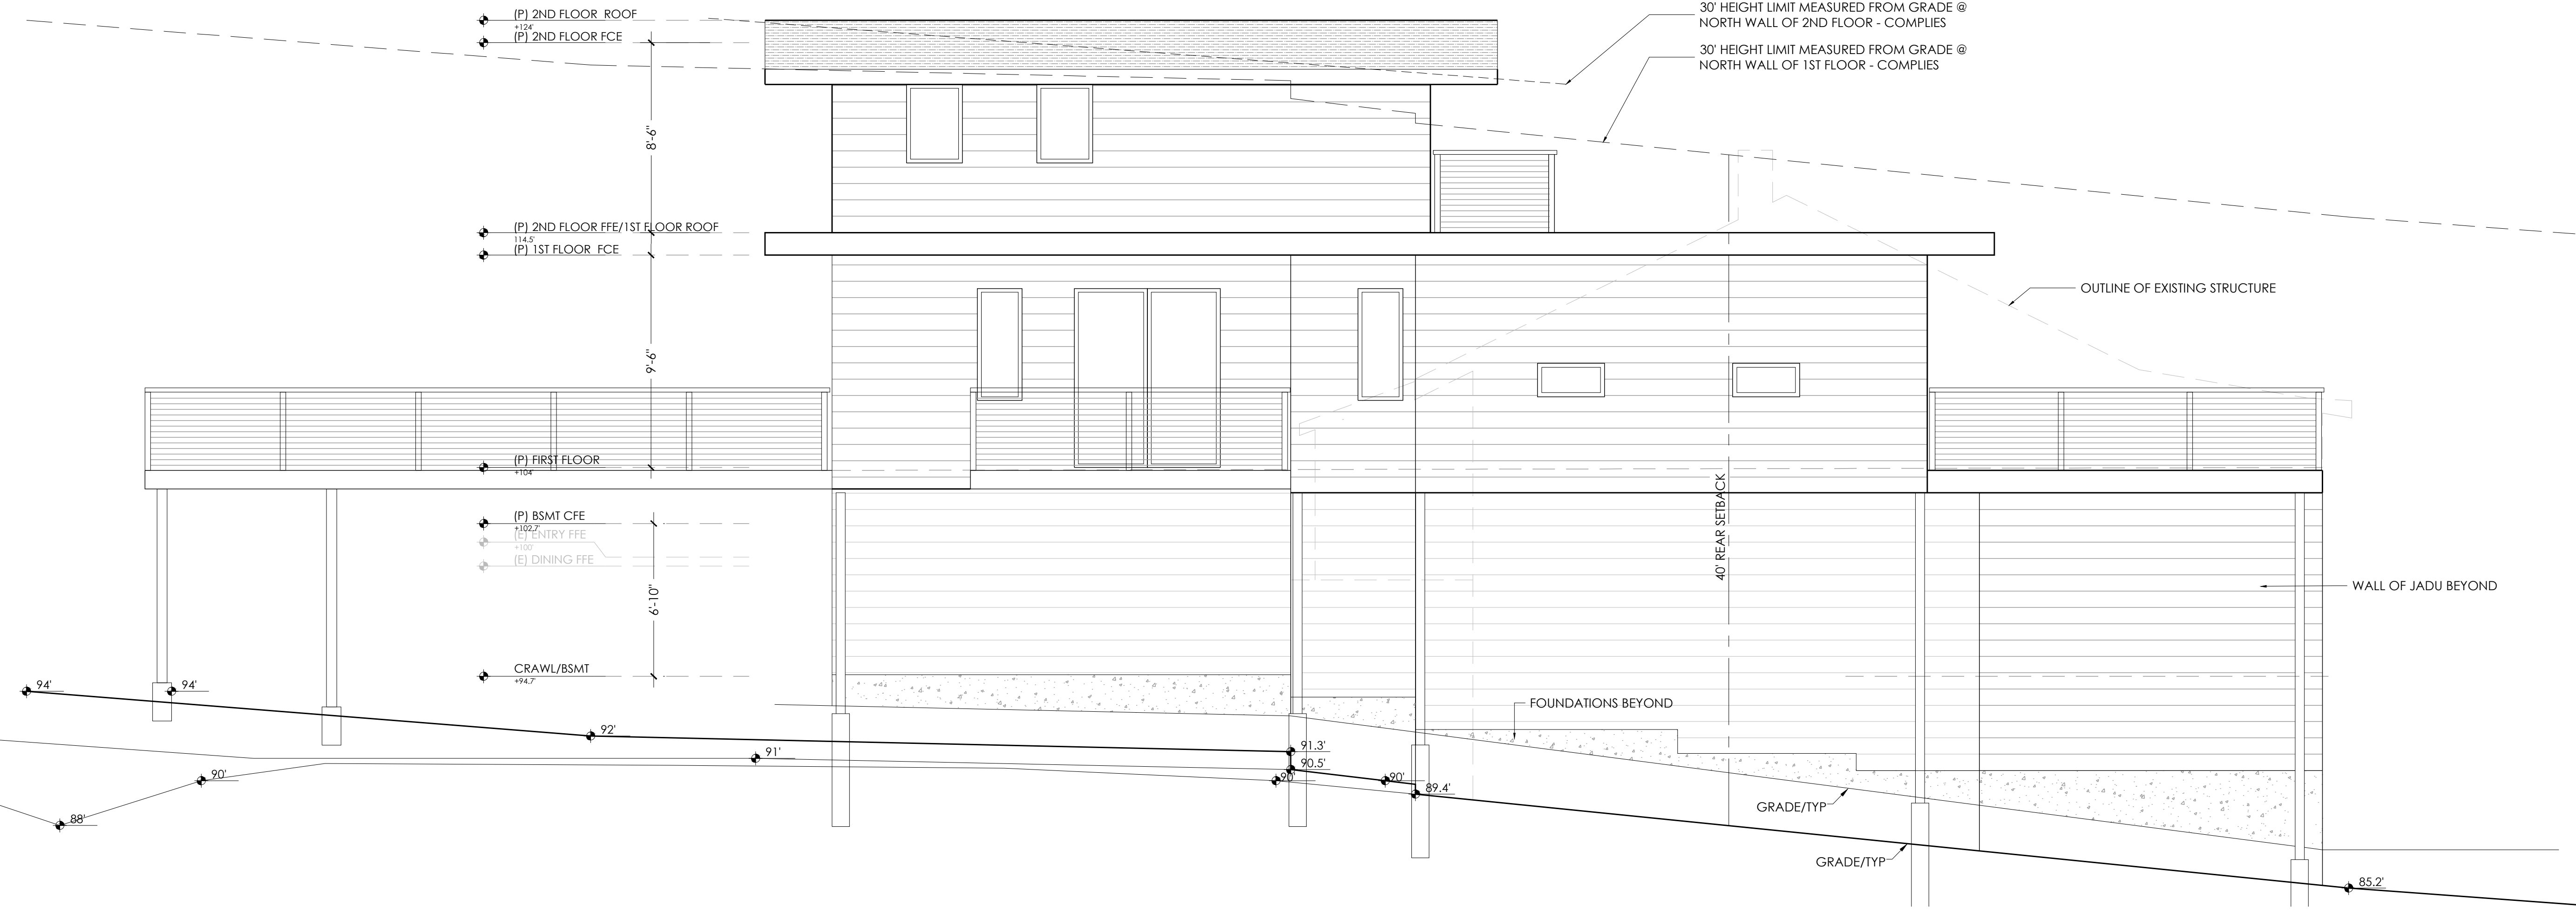 (P) 2ND FLOOR ROOF
+124'
(P) 2ND FLOOR FCE
8'-6"
(P) 2ND FLOOR FFE/1ST FLOOR ROOF
114.5'
(P) 1ST FLOOR FCE
9'-6"
(P) FIRST FLOOR
+104'
(P) BSMT CFE
+102.7'
(E) ENTRY FFE
+100'
(E) DINING FFE
6'-10"
CRAWL/BSMT
+94.7'
30' HEIGHT LIMIT MEASURED FROM GRADE @
NORTH WALL OF 2ND FLOOR - COMPLIES
30' HEIGHT LIMIT MEASURED FROM GRADE @
NORTH WALL OF 1ST FLOOR - COMPLIES
OUTLINE OF EXISTING STRUCTURE
40' REAR SETBACK
WALL OF JADU BEYOND
FOUNDATIONS BEYOND
GRADE/TYP
GRADE/TYP
94'
94'
92'
91'
90'
88'
91.3'
90.5'
90'
90'
89.4'
85.2'